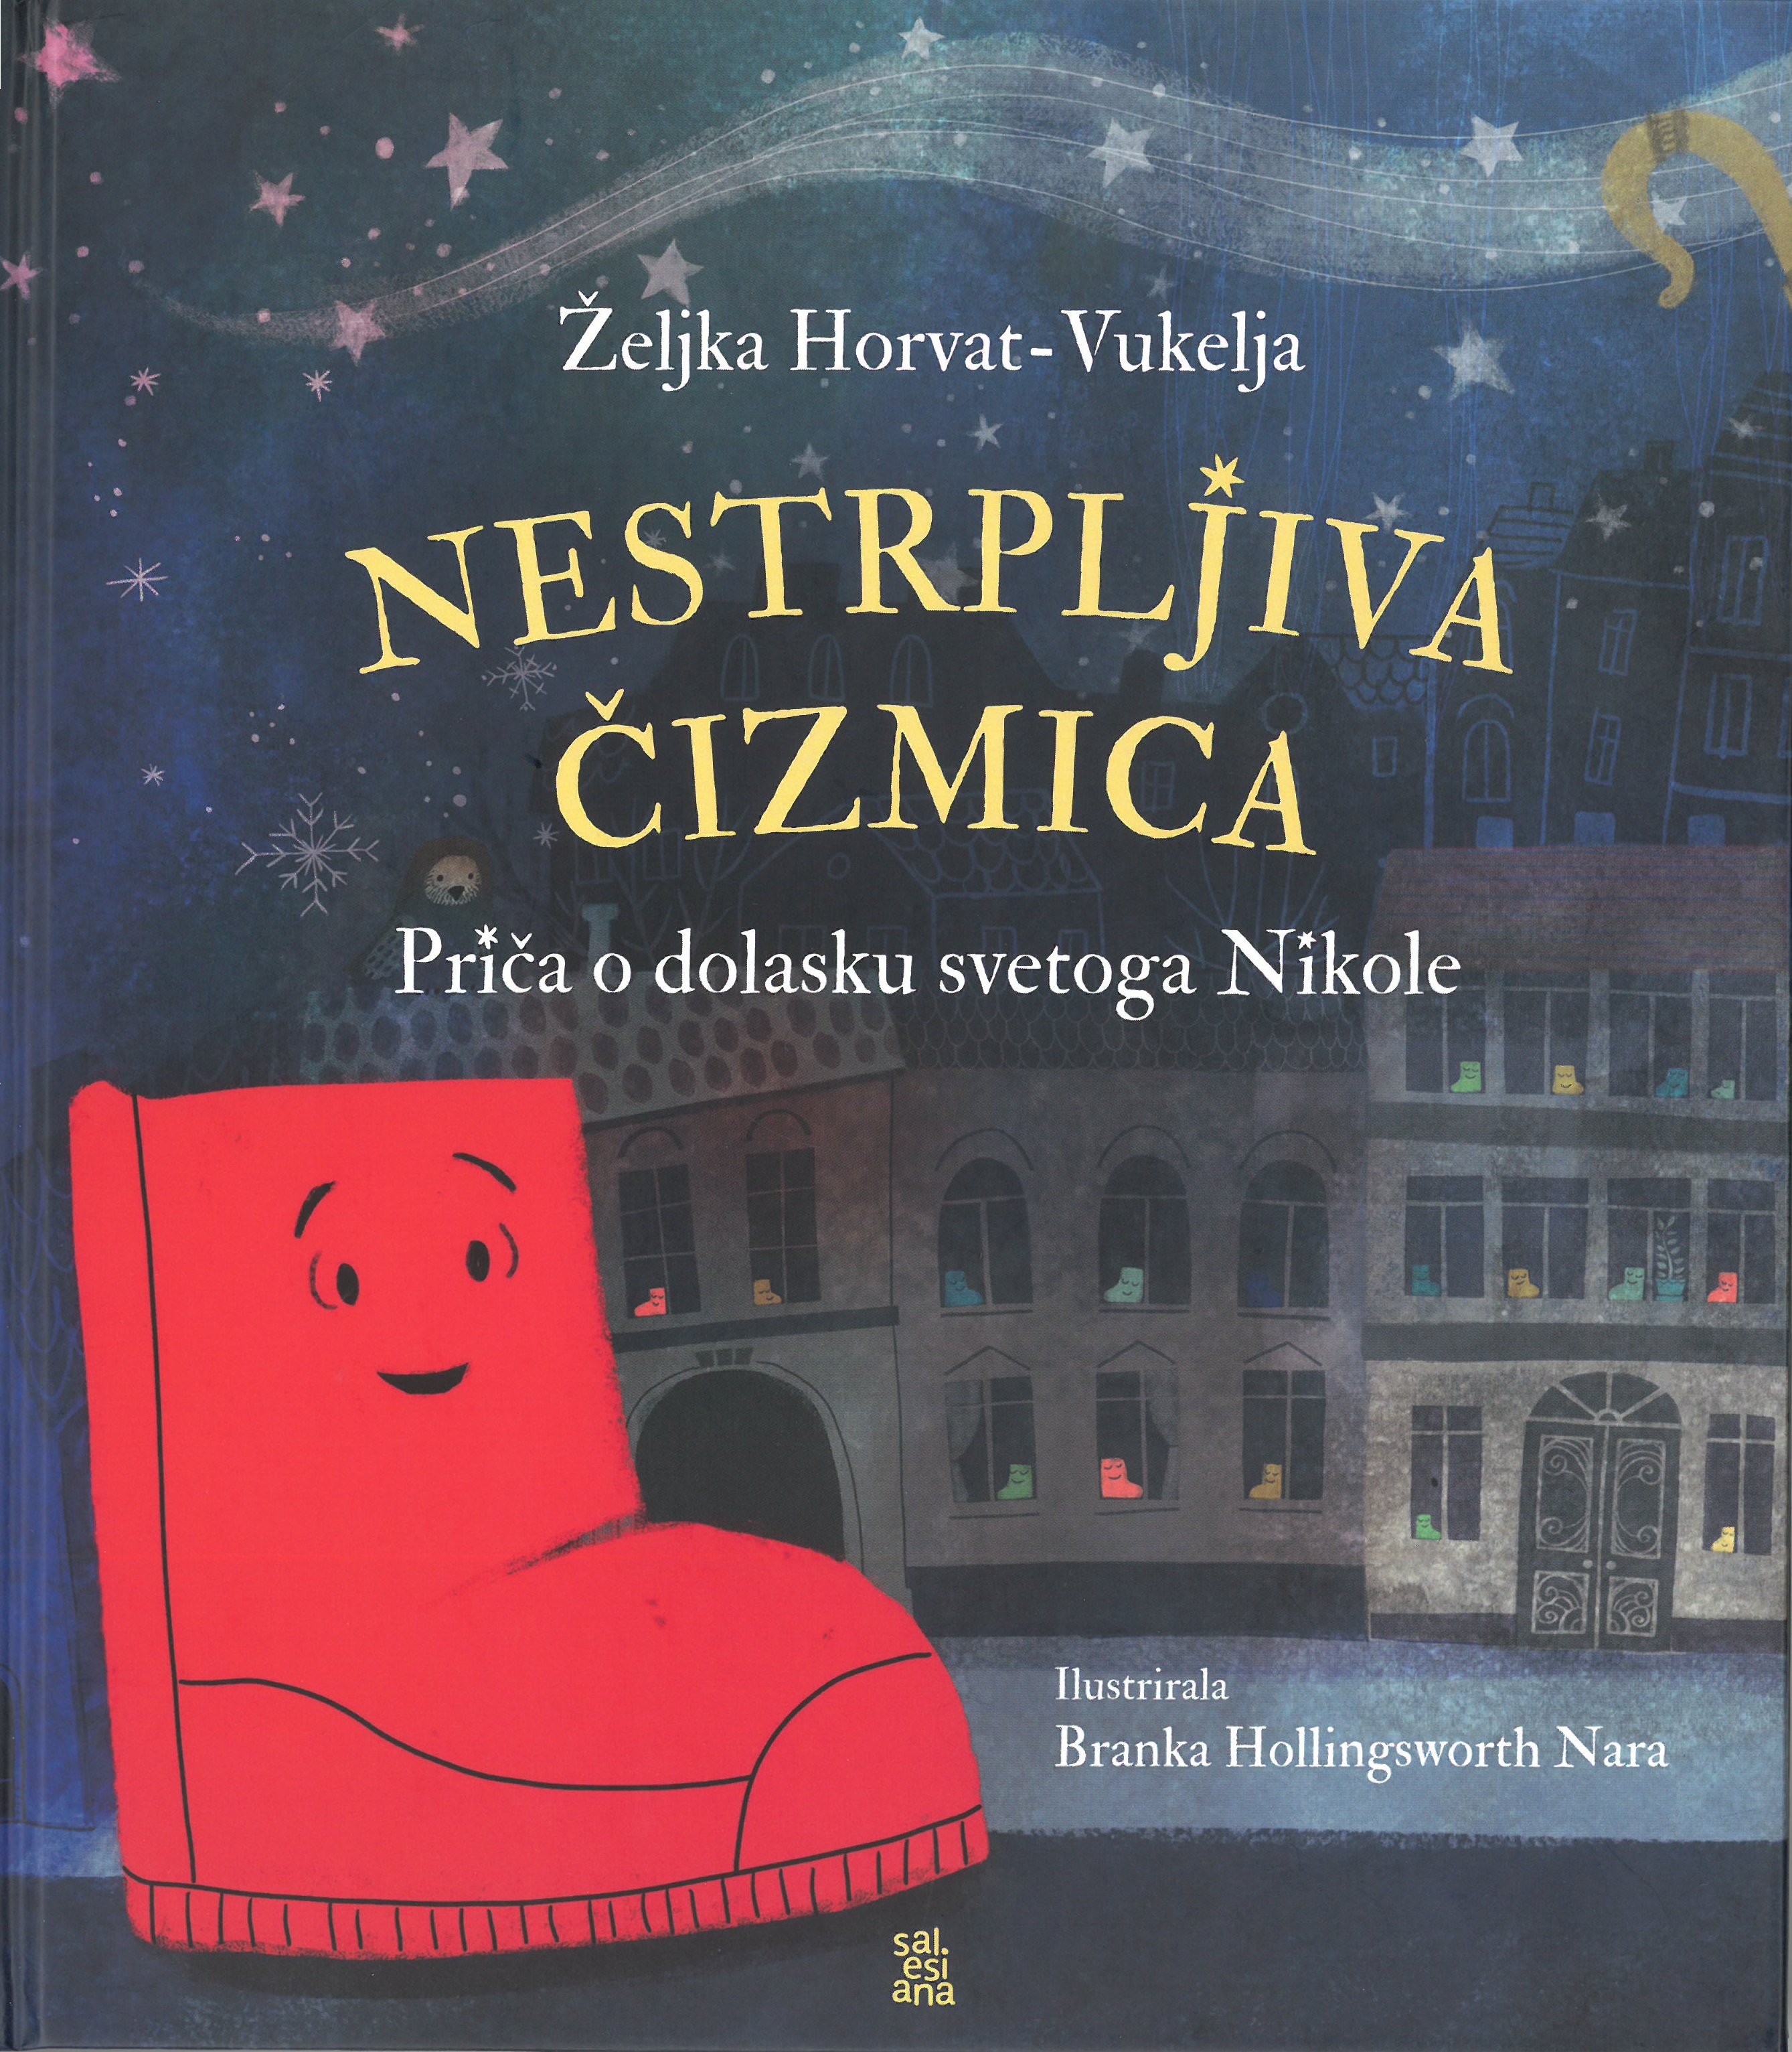 Željka Horvat-Vukelja
NESTRPLJIVA
ČIZMICA
Priča o dolasku svetoga Nikole
Ilustrirala
Branka Hollingsworth Nara
sal.
esi
ana